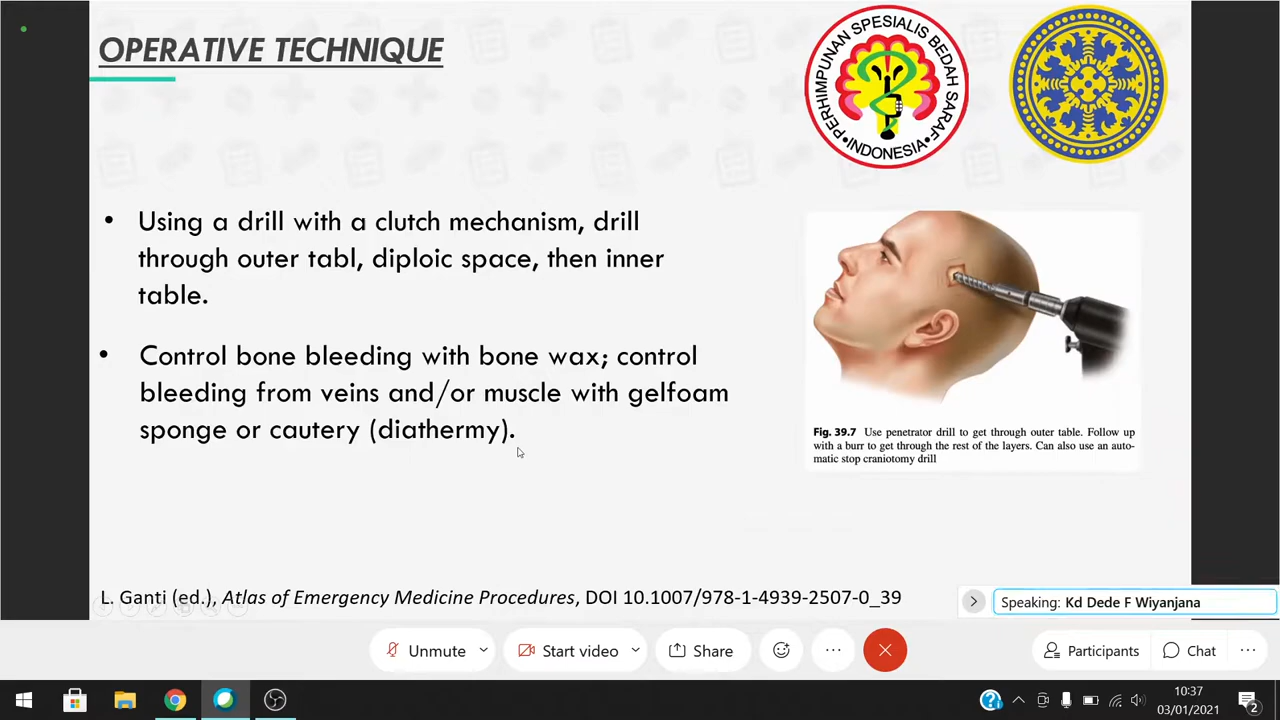 OPERATIVE TECHNIQUE
PERHIMPUNAN SPESIALIS BEDAH SARAF
•INDONESIA•
• Using a drill with a clutch mechanism, drill
through outer tabl, diploic space, then inner
table.
• Control bone bleeding with bone wax; control
bleeding from veins and/or muscle with gelfoam
sponge or cautery (diathermy).
Fig. 39.7 Use penetrator drill to get through outer table. Follow up
with a burr to get through the rest of the layers. Can also use an auto-
matic stop craniotomy drill
L. Ganti (ed.), Atlas of Emergency Medicine Procedures, DOI 10.1007/978-1-4939-2507-0_39
Speaking: Kd Dede F Wiyanjana
Unmute
Start video
Share
Participants
Chat
10:37
03/01/2021
2